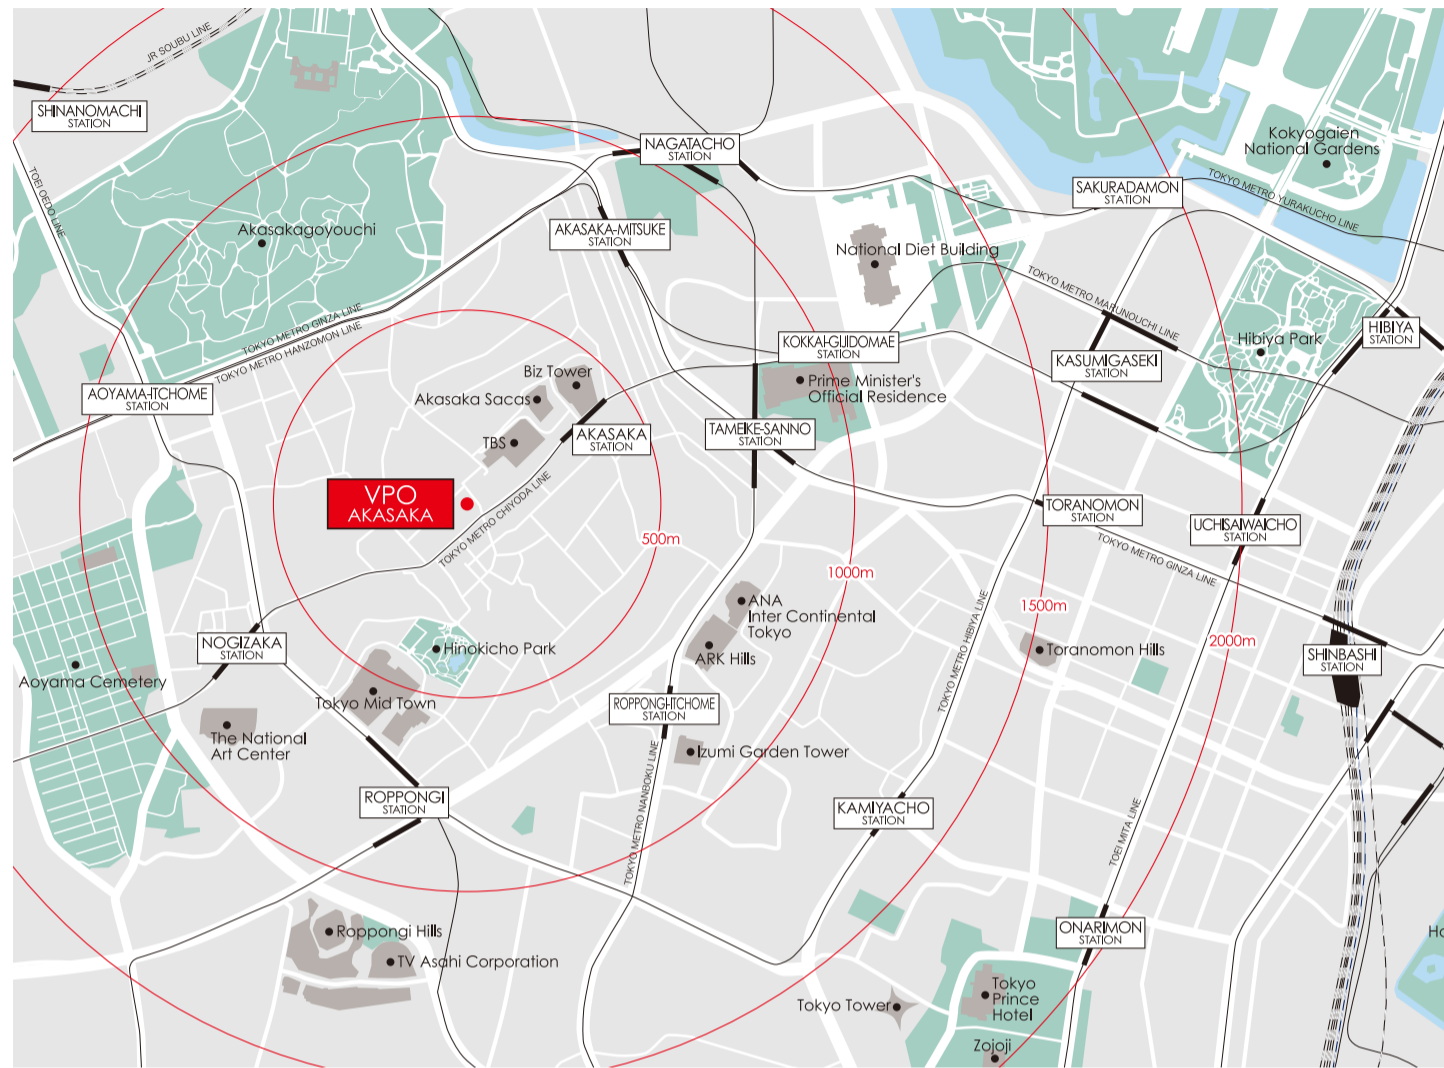 JR SOUBU LINE
SHINANOMACHI
STATION
TOEI OEDO LINE
NAGATACHO
STATION
Kokyogaien
National Gardens
SAKURADAMON
STATION
TOKYO METRO YURAKUCHO LINE
Akasakagoyouchi
AKASAKA-MITSUKE
STATION
National Diet Building
TOKYO METRO MARUNOUCHI LINE
TOKYO METRO GINZA LINE
TOKYO METRO HANZOMON LINE
KOKKAI-GIJIDOMAE
STATION
Hibiya Park
HIBIYA
STATION
KASUMIGASEKI
STATION
AOYAMA-ITCHOME
STATION
Biz Tower
Akasaka Sacas
Prime Minister's
Official Residence
TBS
AKASAKA
STATION
TAMEIKE-SANNO
STATION
VPO
AKASAKA
TOKYO METRO CHIYODA LINE
500m
TORANOMON
STATION
UCHISAIWAICHO
STATION
TOKYO METRO GINZA LINE
1000m
1500m
2000m
ANA
Inter Continental
Tokyo
ARK Hills
TOKYO METRO HIBIYA LINE
Toranomon Hills
SHINBASHI
STATION
NOGIZAKA
STATION
Hinokicho Park
Aoyama Cemetery
Tokyo Mid Town
ROPPONGI-ITCHOME
STATION
The National
Art Center
Izumi Garden Tower
TOKYO METRO NANBOKU LINE
ROPPONGI
STATION
KAMIYACHO
STATION
TOEI MITA LINE
Roppongi Hills
TV Asahi Corporation
ONARIMON
STATION
Tokyo Tower
Tokyo
Prince
Hotel
Zojoji